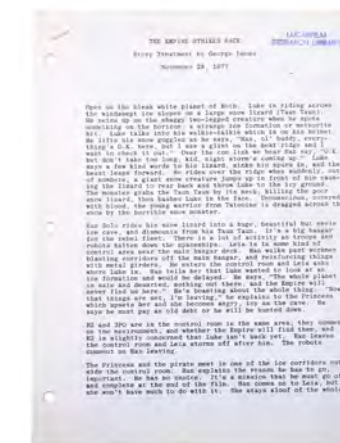 THE EMPIRE STRIKES BACK
LUCASFILM
RESEARCH LIBRARY
Story Treatment by George Lucas
November 28, 1977
Open on the bleak white planet of Hoth. Luke is riding across
the windswept ice slopes on a large snow lizard (Taun Taun).
He reins up on the shaggy two-legged creature when he spots
something on the horizon; a strange ice formation or meteorite
hit. Luke talks into his walkie-talkie which is on his helmet.
He lifts his snow goggles as he says, "Han, ol' buddy, every-
thing's O.K. here, but I saw a glint on the next ridge and I
want to check it out." Over the com link we hear Han say, "O.K.
but don't take too long, kid, night storm's coming up." Luke
says a few kind words to his lizard, kicks his spurs in, and the
beast leaps forward. He rides over the ridge when suddenly, out
of nowhere, a giant snow creature jumps up in front of him
ing the lizard to rear back and throw Luke to the icy ground.
The monster grabs the Taun Taun by its neck, killing the poor
snow lizard, then bashes Luke in the face. Unconscious, covered
with blood, the young warrior from Tatooine is dragged across the
snow by the horrible snow monster.
Han Solo rides his snow lizard into a huge, beautiful but
ice cave, and dismounts from his Taun Taun. It's a big hangar
for the rebel fleet. There is a lot of activity as troops and
robots batten down the spaceships. Leia is in some kind of
control area over the main hangar deck. Han walks past workmen
blasting corridors off the main hangar, and reinforcing things
with metal girders. He enters the control room and Leia asks
where Luke is. Han tells her that Luke wanted to look at an
ice formation and would be delayed. He says, "The whole planet
is safe and deserted, nothing out there, and the Empire will
never find us here." He's boasting about the whole thing. "Now
that things are set, I'm leaving," he explains to the Princess
which upsets her and she becomes angry, icy as the cave. He
says he must pay an old debt or he will be hunted down.
R2 and 3PO are in the control room in the same area, they comment
on the environment, and whether the Empire will find them, and
R2 is slightly concerned that Luke isn't back yet. Han leaves
the control room and Leia storms off after him. The robots
comment on Han leaving.
The Princess and the pirate meet in one of the ice corridors out-
side the control room. Han explains the reason he has to go,
important. He has no choice. It's a mission that he must go on
and complete at the end of the film. Han comes on to Leia, but
she won't have much to do with it. She stays aloof of the whole